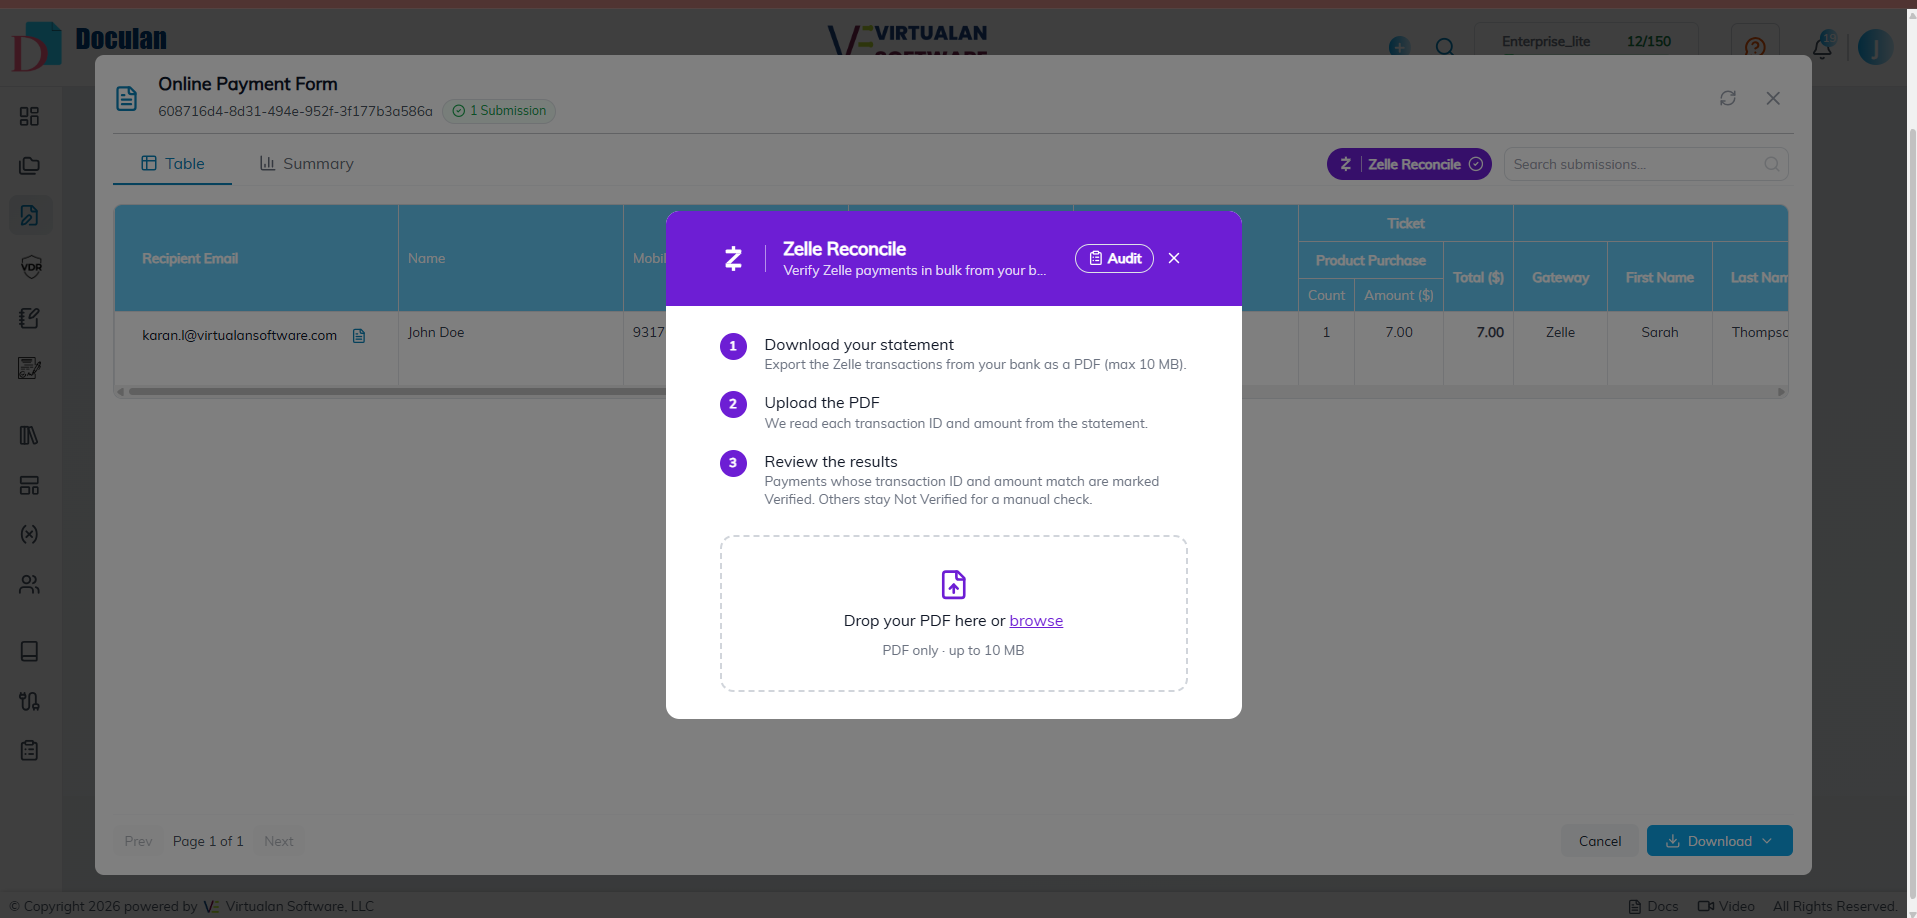 Doculan
VIRTUALAN
Enterprise_lite 12/150
J
Online Payment Form
608716d4-8d31-494e-952f-3f177b3a586a 1 Submission
Table Summary
Zelle Reconcile
Search submissions...
VDR
Recipient Email
Name
Ticket
Product Purchase
Count
Amount ($)
Total ($)
Gateway
First Name
karan.l@virtualansoftware.com
John Doe
9317
1
7.00
7.00
Zelle
Sarah
Zelle Reconcile
Verify Zelle payments in bulk from your b...
Audit
1 Download your statement
Export the Zelle transactions from your bank as a PDF (max 10 MB).
2 Upload the PDF
We read each transaction ID and amount from the statement.
3 Review the results
Payments whose transaction ID and amount match are marked
Verified. Others stay Not Verified for a manual check.
Drop your PDF here or browse
PDF only · up to 10 MB
Prev Page 1 of 1 Next
Cancel
Download
© Copyright 2026 powered by VE Virtualan Software, LLC
Docs Video All Rights Reserved.